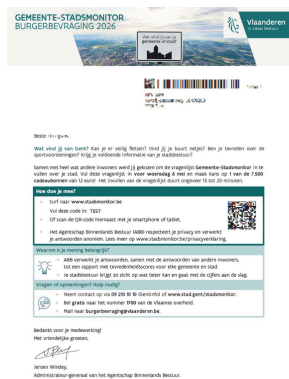 GEMEENTE-STADSMONITOR
BURGERBEVRAGING 2026
Wat vind jij van je
gemeente of stad?
Vlaanderen
is lokaal bestuur
Beste
Wat vind jij van Gent? Kan je er veilig fietsen? Vind jij je buurt netjes? Ben je tevreden over de
sportvoorzieningen? Krijg je voldoende informatie van je stadsbestuur?
Samen met heel wat andere inwoners werd jij gekozen om de vragenlijst Gemeente-Stadsmonitor in te
vullen over je stad. Vul deze vragenlijst in voor woensdag 6 mei en maak kans op 1 van de 7.500
cadeaubonnen van 12 euro! Het invullen van de vragenlijst duurt ongeveer 15 tot 20 minuten.
Hoe doe je mee?
Surf naar www.stadsmonitor.be
Vul deze code in: TEST
Of scan de QR-code hiernaast met je smartphone of tablet.
Het Agentschap Binnenlands Bestuur (ABB) respecteert je privacy en verwerkt
je antwoorden anoniem. Lees meer op www.stadsmonitor.be/privacyverklaring.
Waarom is je mening belangrijk?
ABB verwerkt je antwoorden, samen met de antwoorden van andere inwoners,
tot een rapport met tevredenheidsscores voor elke gemeente en stad.
Je stadsbestuur krijgt zo zicht op wat beter kan en gaat met de cijfers aan de slag.
Vragen of opmerkingen? Hulp nodig?
Neem contact op via 09 210 10 10 (Gentinfo) of www.stad.gent/stadsmonitor.
Bel gratis naar het nummer 1700 van de Vlaamse overheid.
Mail naar burgerbevraging@vlaanderen.be.
Bedankt voor je medewerking!
Met vriendelijke groeten,
Jeroen Windey,
Administrateur-generaal van het Agentschap Binnenlands Bestuur.